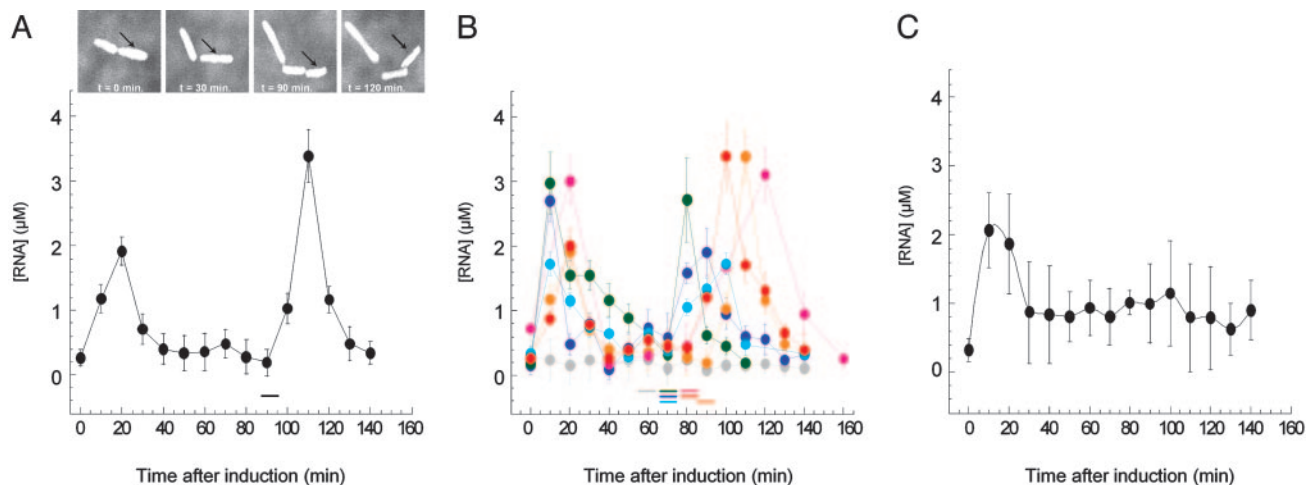 A
B
C
t = 0 min.
t = 30 min.
t = 90 min.
t = 120 min.
4
3
2
1
0
[RNA] (µM)
0 20 40 60 80 100 120 140 160
Time after induction (min)
4
3
2
1
0
[RNA] (µM)
0 20 40 60 80 100 120 140 160
Time after induction (min)
4
3
2
1
0
[RNA] (µM)
0 20 40 60 80 100 120 140 160
Time after induction (min)